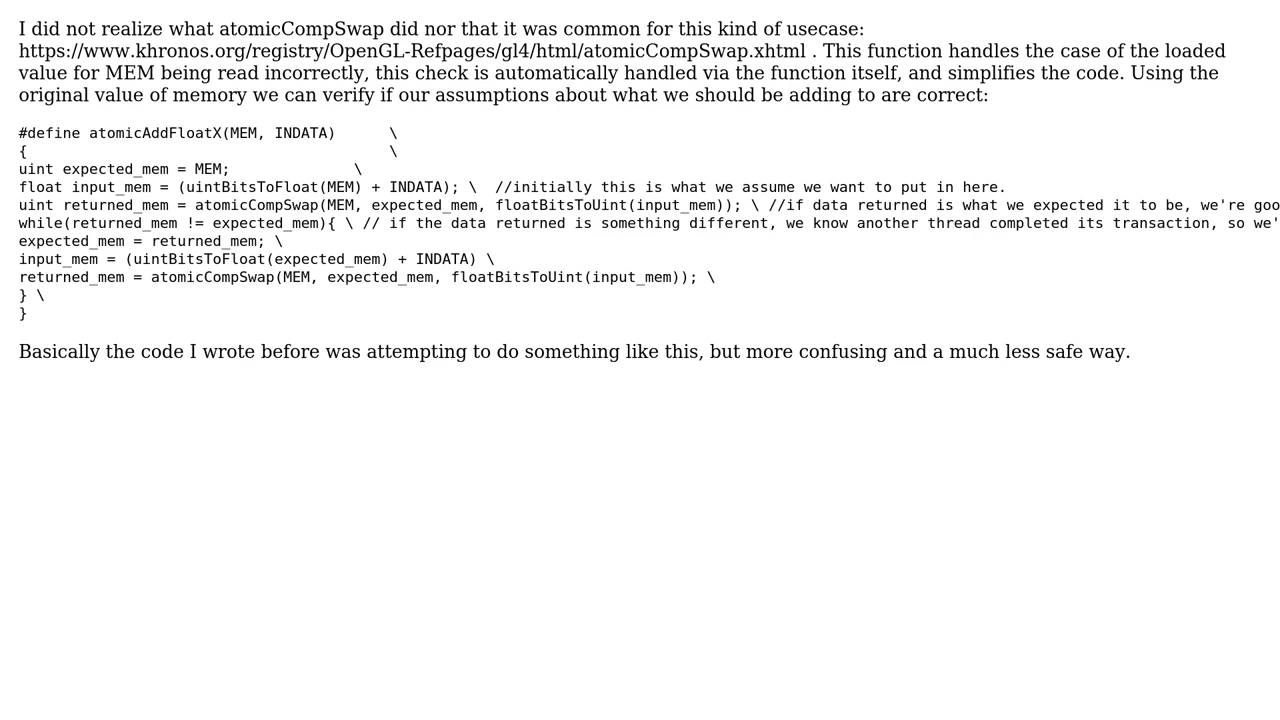 I did not realize what atomicCompSwap did nor that it was common for this kind of usecase:
https://www.khronos.org/registry/OpenGL-Refpages/gl4/html/atomicCompSwap.xhtml . This function handles the case of the loaded
value for MEM being read incorrectly, this check is automatically handled via the function itself, and simplifies the code. Using the
original value of memory we can verify if our assumptions about what we should be adding to are correct:
#define atomicAddFloatX(MEM, INDATA)      \
{                                         \
uint expected_mem = MEM;              \
float input_mem = (uintBitsToFloat(MEM) + INDATA); \  //initially this is what we assume we want to put in here.
uint returned_mem = atomicCompSwap(MEM, expected_mem, floatBitsToUint(input_mem)); \ //if data returned is what we expected it to be, we're goo
while(returned_mem != expected_mem){ \ // if the data returned is something different, we know another thread completed its transaction, so we'
expected_mem = returned_mem; \
input_mem = (uintBitsToFloat(expected_mem) + INDATA) \
returned_mem = atomicCompSwap(MEM, expected_mem, floatBitsToUint(input_mem)); \
} \
}
Basically the code I wrote before was attempting to do something like this, but more confusing and a much less safe way.